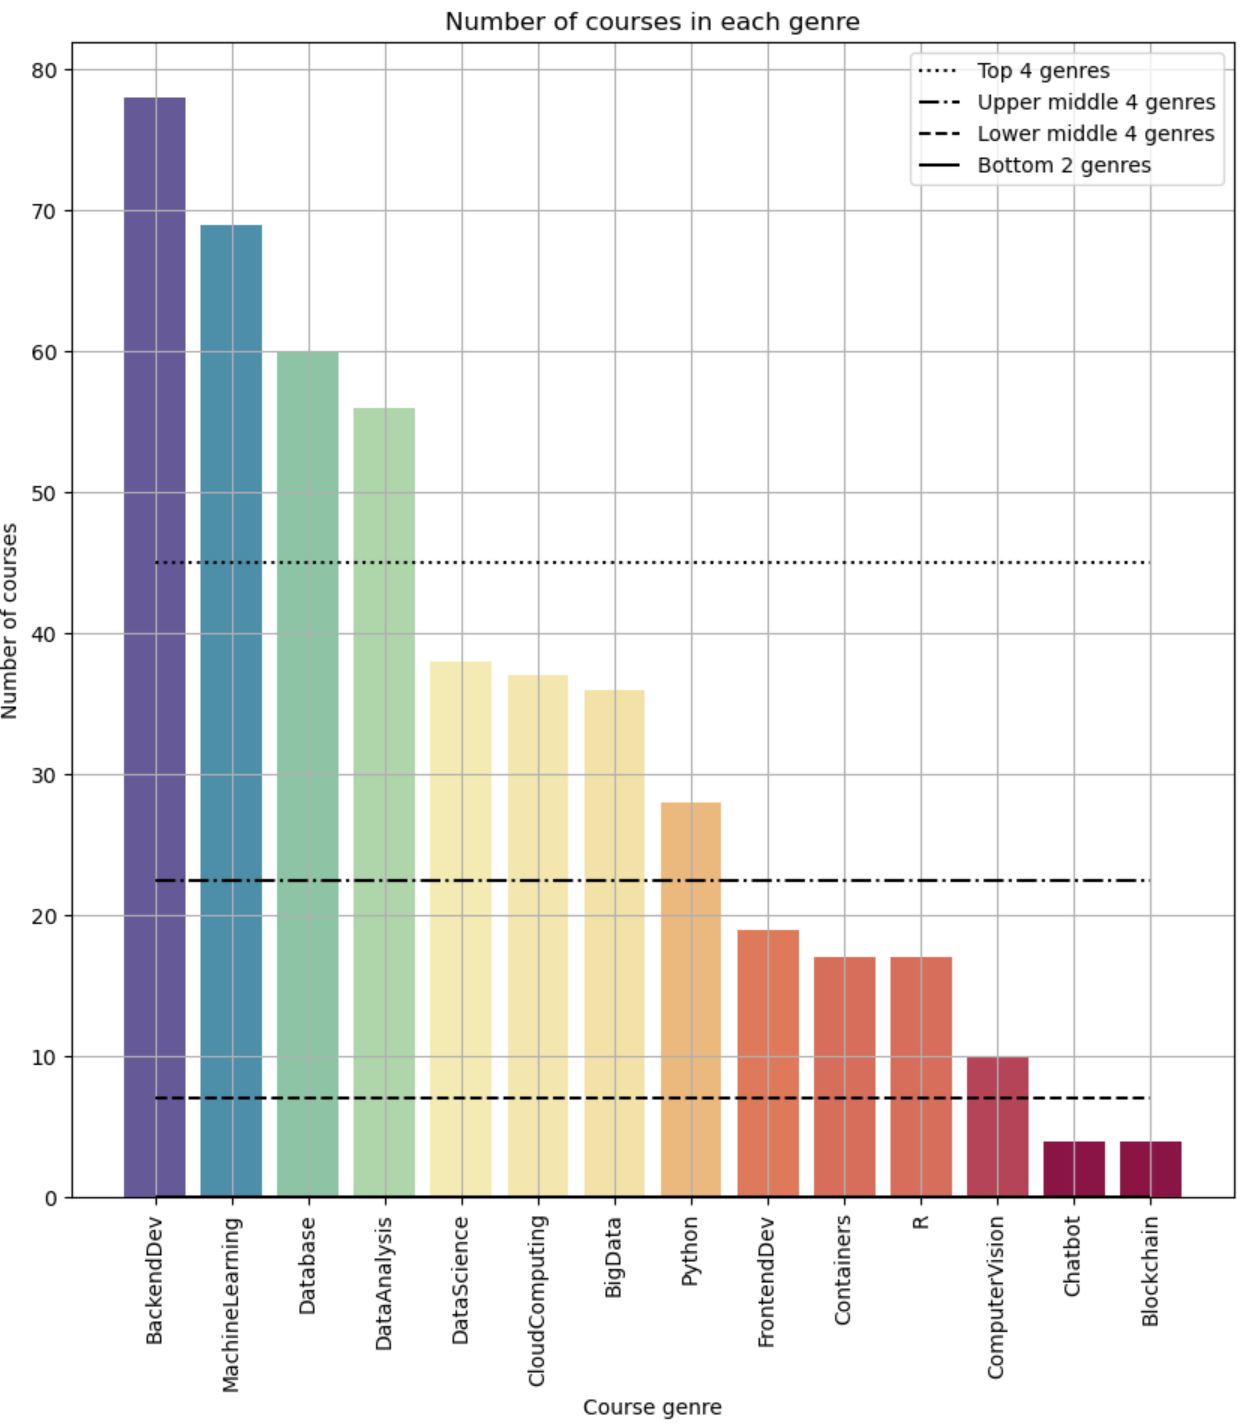 Number of courses in each genre
Top 4 genres
Upper middle 4 genres
Lower middle 4 genres
Bottom 2 genres
Number of courses
80
70
60
50
40
30
20
10
0
BackendDev
MachineLearning
Database
DataAnalysis
DataScience
CloudComputing
BigData
Python
FrontendDev
Containers
R
ComputerVision
Chatbot
Blockchain
Course genre